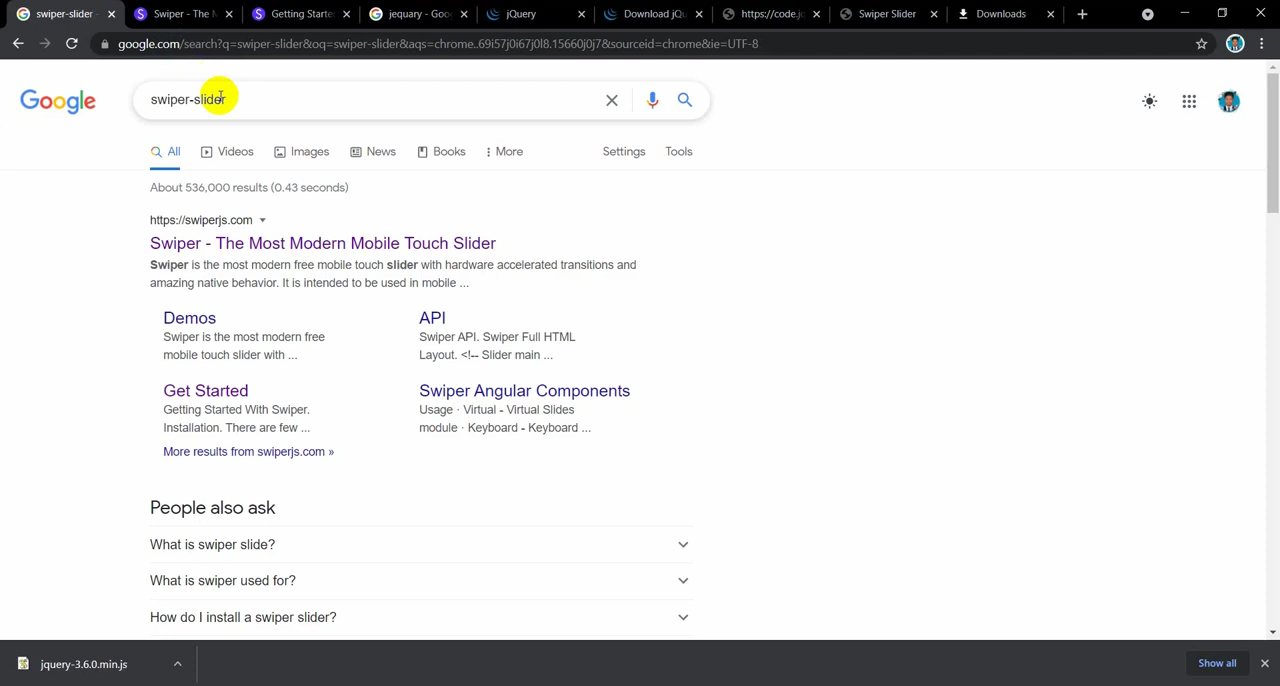 swiper-slider
Swiper - The M
Getting Starte
jequary - Goo
jQuery
Download jQu
https://code.jo
Swiper Slider
Downloads
google.com/search?q=swiper-slider&oq=swiper-slider&aqs=chrome..69i57j0i67j0l8.15660j0j7&sourceid=chrome&ie=UTF-8
Google
swiper-slider
All
Videos
Images
News
Books
More
Settings
Tools
About 536,000 results (0.43 seconds)
https://swiperjs.com
Swiper - The Most Modern Mobile Touch Slider
Swiper is the most modern free mobile touch slider with hardware accelerated transitions and
amazing native behavior. It is intended to be used in mobile ...
Demos
Swiper is the most modern free
mobile touch slider with ...
API
Swiper API. Swiper Full HTML
Layout. <!-- Slider main ...
Get Started
Getting Started With Swiper.
Installation. There are few ...
Swiper Angular Components
Usage · Virtual - Virtual Slides
module · Keyboard - Keyboard ...
More results from swiperjs.com »
People also ask
What is swiper slide?
What is swiper used for?
How do I install a swiper slider?
jquery-3.6.0.min.js
Show all